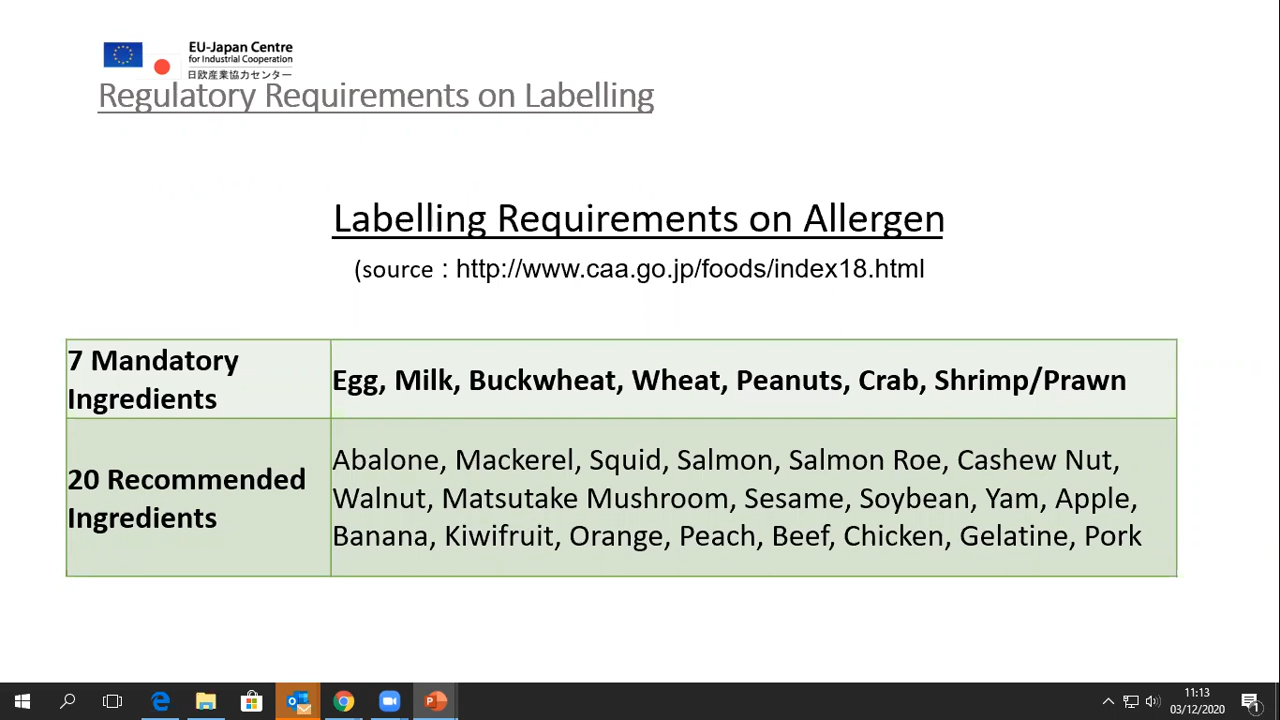 EU-Japan Centre
for Industrial Cooperation
日欧産業協力センター
Regulatory Requirements on Labelling
Labelling Requirements on Allergen
(source : http://www.caa.go.jp/foods/index18.html
7 Mandatory
Ingredients
Egg, Milk, Buckwheat, Wheat, Peanuts, Crab, Shrimp/Prawn
20 Recommended
Ingredients
Abalone, Mackerel, Squid, Salmon, Salmon Roe, Cashew Nut,
Walnut, Matsutake Mushroom, Sesame, Soybean, Yam, Apple,
Banana, Kiwifruit, Orange, Peach, Beef, Chicken, Gelatine, Pork
11:13
03/12/2020
1